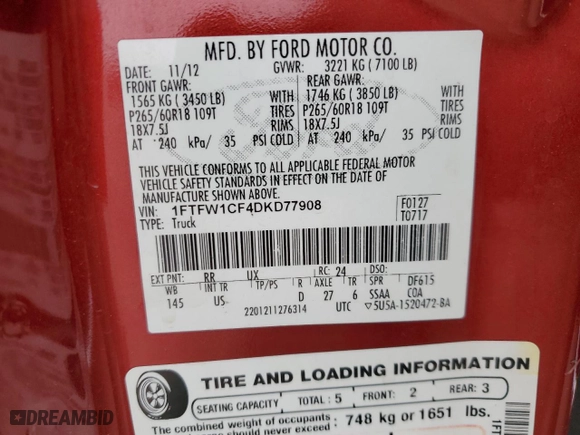 MFD. BY FORD MOTOR CO.
DATE: 11/12 GVWR: 3221 KG ( 7100 LB)
FRONT GAWR: REAR GAWR:
1565 KG ( 3450 LB) WITH 1746 KG ( 3850 LB) WITH
P265/60R18 109T TIRES P265/60R18 109T TIRES
18X7.5J RIMS 18X7.5J RIMS
AT 240 kPa/ 35 PSI COLD AT 240 kPa/ 35 PSI COLD
THIS VEHICLE CONFORMS TO ALL APPLICABLE FEDERAL MOTOR
VEHICLE SAFETY STANDARDS IN EFFECT ON THE DATE OF
MANUFACTURE SHOWN ABOVE.
VIN: 1FTFW1CF4DKD77908 F0127
TYPE: Truck T0717
EXT PNT: RR UX RC: 24 DSO:
WB TP/PS R AXLE TR SPR DF615
145 US- D 27 6 SSAA COA
2201211276314 UTC ▽5U5A-1520472-BA
TIRE AND LOADING INFORMATION
SEATING CAPACITY TOTAL : 5 FRONT: 2 REAR: 3
The combined weight of occupants 748 kg or 1651 lbs.
DREAMBID